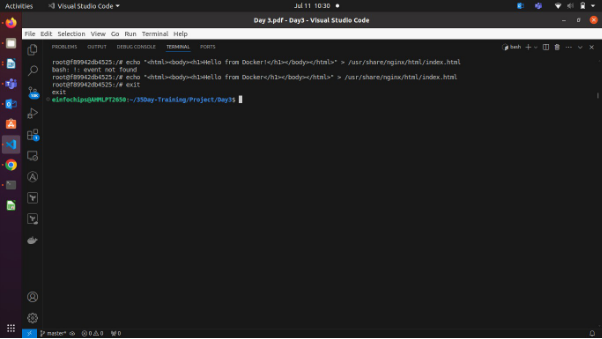 Activities
Visual Studio Code
Jul 11 10:30
Day 3.pdf - Day3 - Visual Studio Code
File Edit Selection View Go Run Terminal Help
PROBLEMS OUTPUT DEBUG CONSOLE TERMINAL PORTS
bash
root@f89942db4525:/# echo "<html><body><h1>Hello from Docker!</h1></body></html>" > /usr/share/nginx/html/index.html
bash: !: event not found
root@f89942db4525:/# echo "<html><body><h1>Hello from Docker</h1></body></html>" > /usr/share/nginx/html/index.html
root@f89942db4525:/# exit
exit
einfochips@AHMLPT2650:~/35Day-Training/Project/Day3$
master*
0 0
0